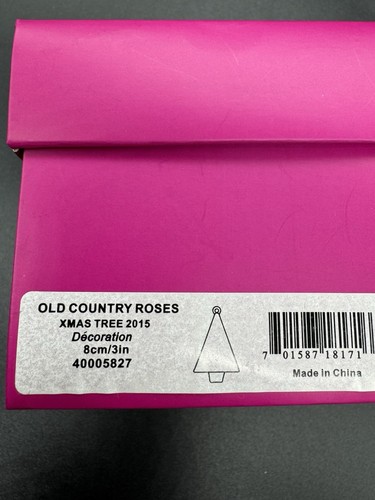 OLD COUNTRY ROSES
XMAS TREE 2015
Décoration
8cm/3in
40005827
7 01587 18171
Made in China